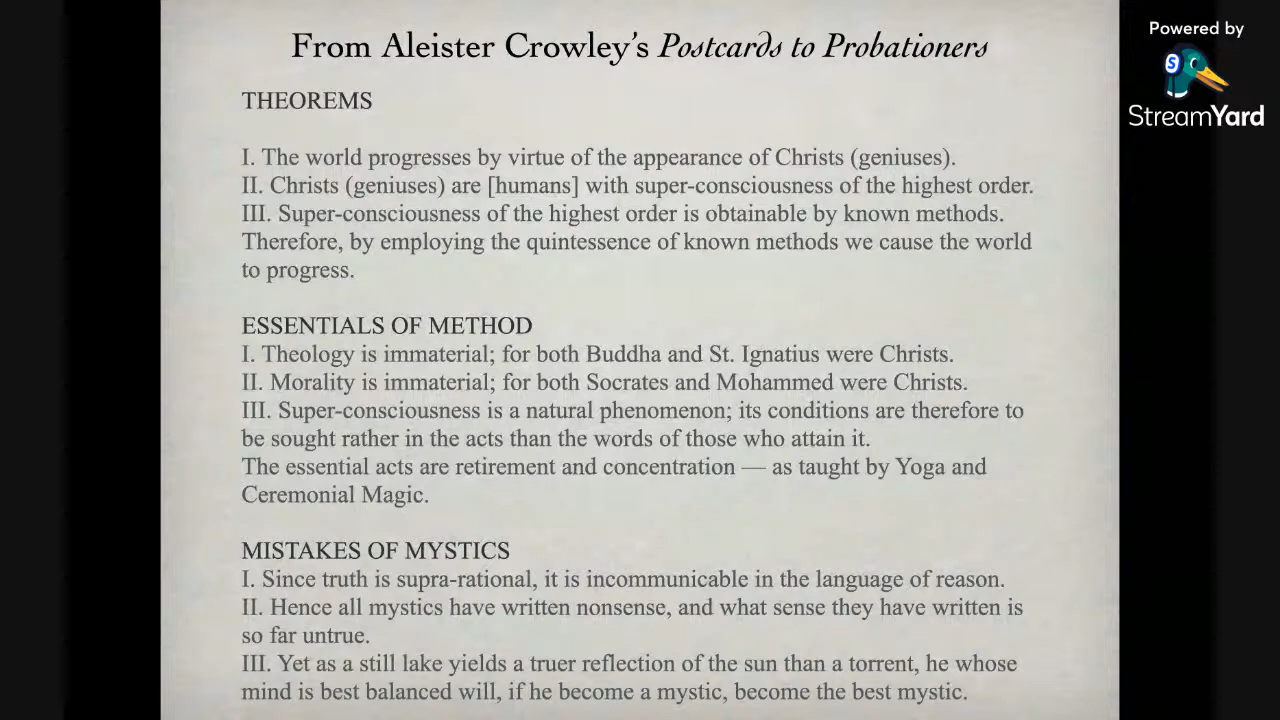 From Aleister Crowley's Postcards to Probationers
Powered by
S
StreamYard
THEOREMS
I. The world progresses by virtue of the appearance of Christs (geniuses).
II. Christs (geniuses) are [humans] with super-consciousness of the highest order.
III. Super-consciousness of the highest order is obtainable by known methods.
Therefore, by employing the quintessence of known methods we cause the world
to progress.
ESSENTIALS OF METHOD
I. Theology is immaterial; for both Buddha and St. Ignatius were Christs.
II. Morality is immaterial; for both Socrates and Mohammed were Christs.
III. Super-consciousness is a natural phenomenon; its conditions are therefore to
be sought rather in the acts than the words of those who attain it.
The essential acts are retirement and concentration — as taught by Yoga and
Ceremonial Magic.
MISTAKES OF MYSTICS
I. Since truth is supra-rational, it is incommunicable in the language of reason.
II. Hence all mystics have written nonsense, and what sense they have written is
so far untrue.
III. Yet as a still lake yields a truer reflection of the sun than a torrent, he whose
mind is best balanced will, if he become a mystic, become the best mystic.